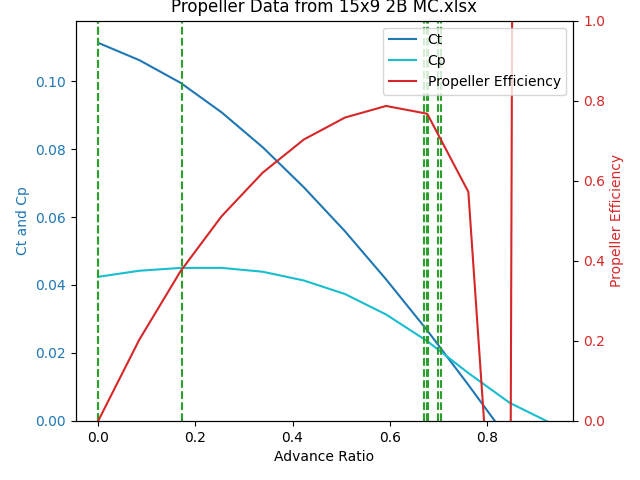 Propeller Data from 15x9 2B MC.xlsx
Ct
Cp
Propeller Efficiency
0.10
0.08
0.06
0.04
0.02
0.00
Ct and Cp
1.0
0.8
0.6
0.4
0.2
0.0
Propeller Efficiency
0.0 0.2 0.4 0.6 0.8
Advance Ratio